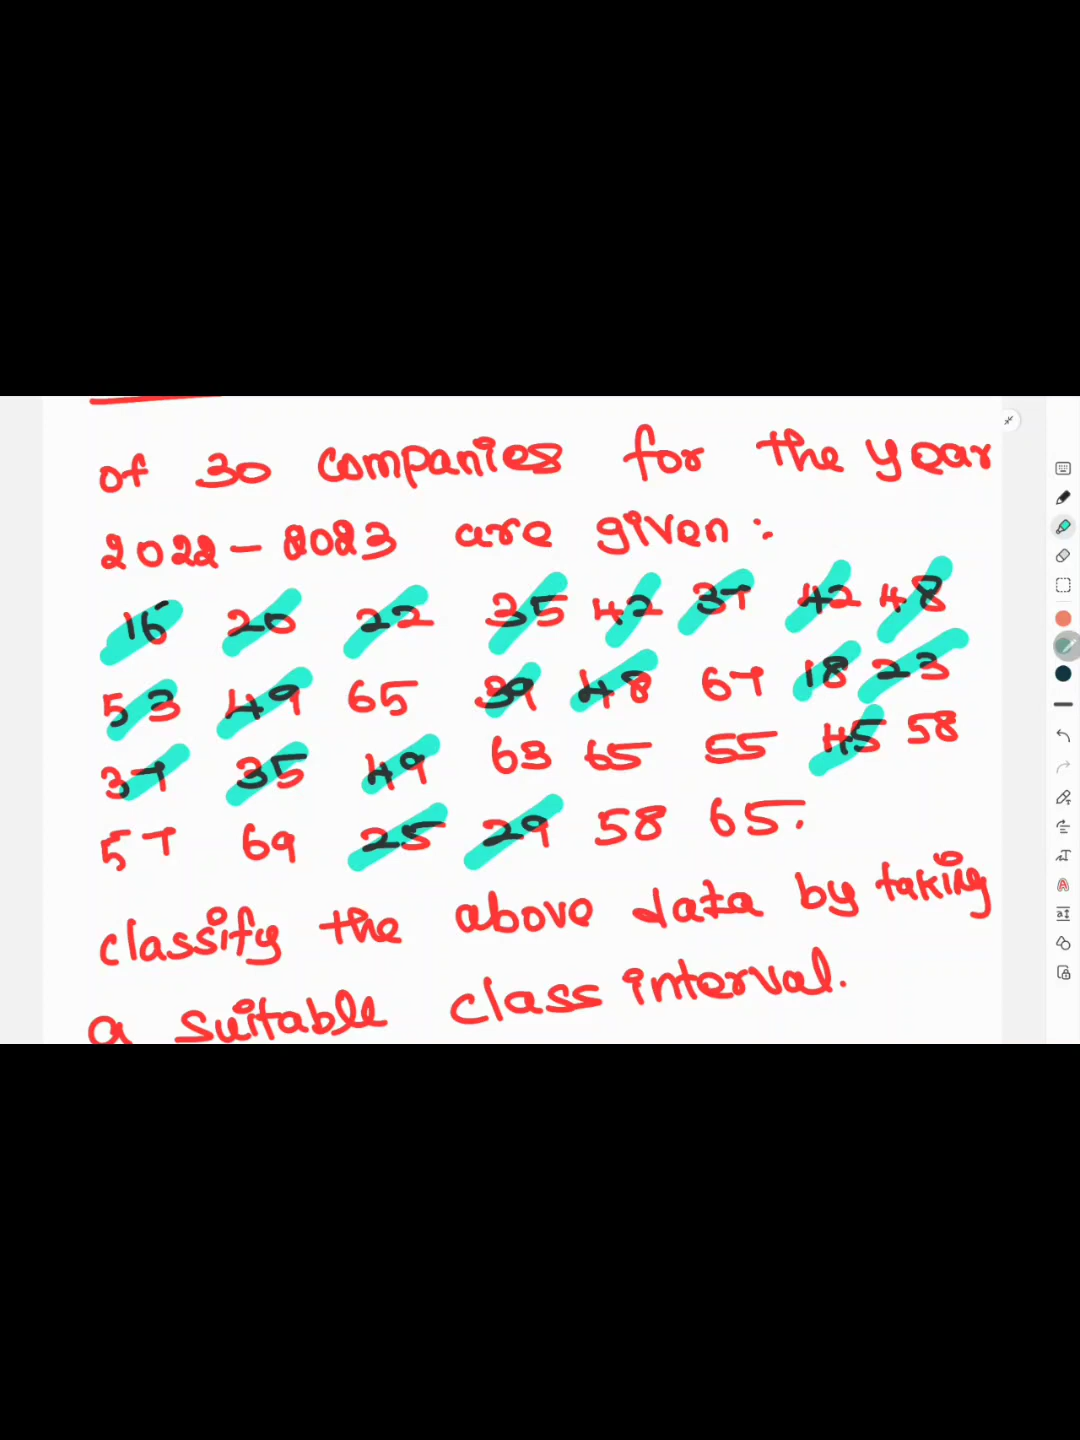 of 30 companies for the year
2022-2023 are given:
16 20 22 35 42 37 42 48
53 49 65 39 48 67 18 23
37 35 49 63 65 55 45 58
57 69 25 29 58 65.
classify the above data by taking
a suitable class interval.